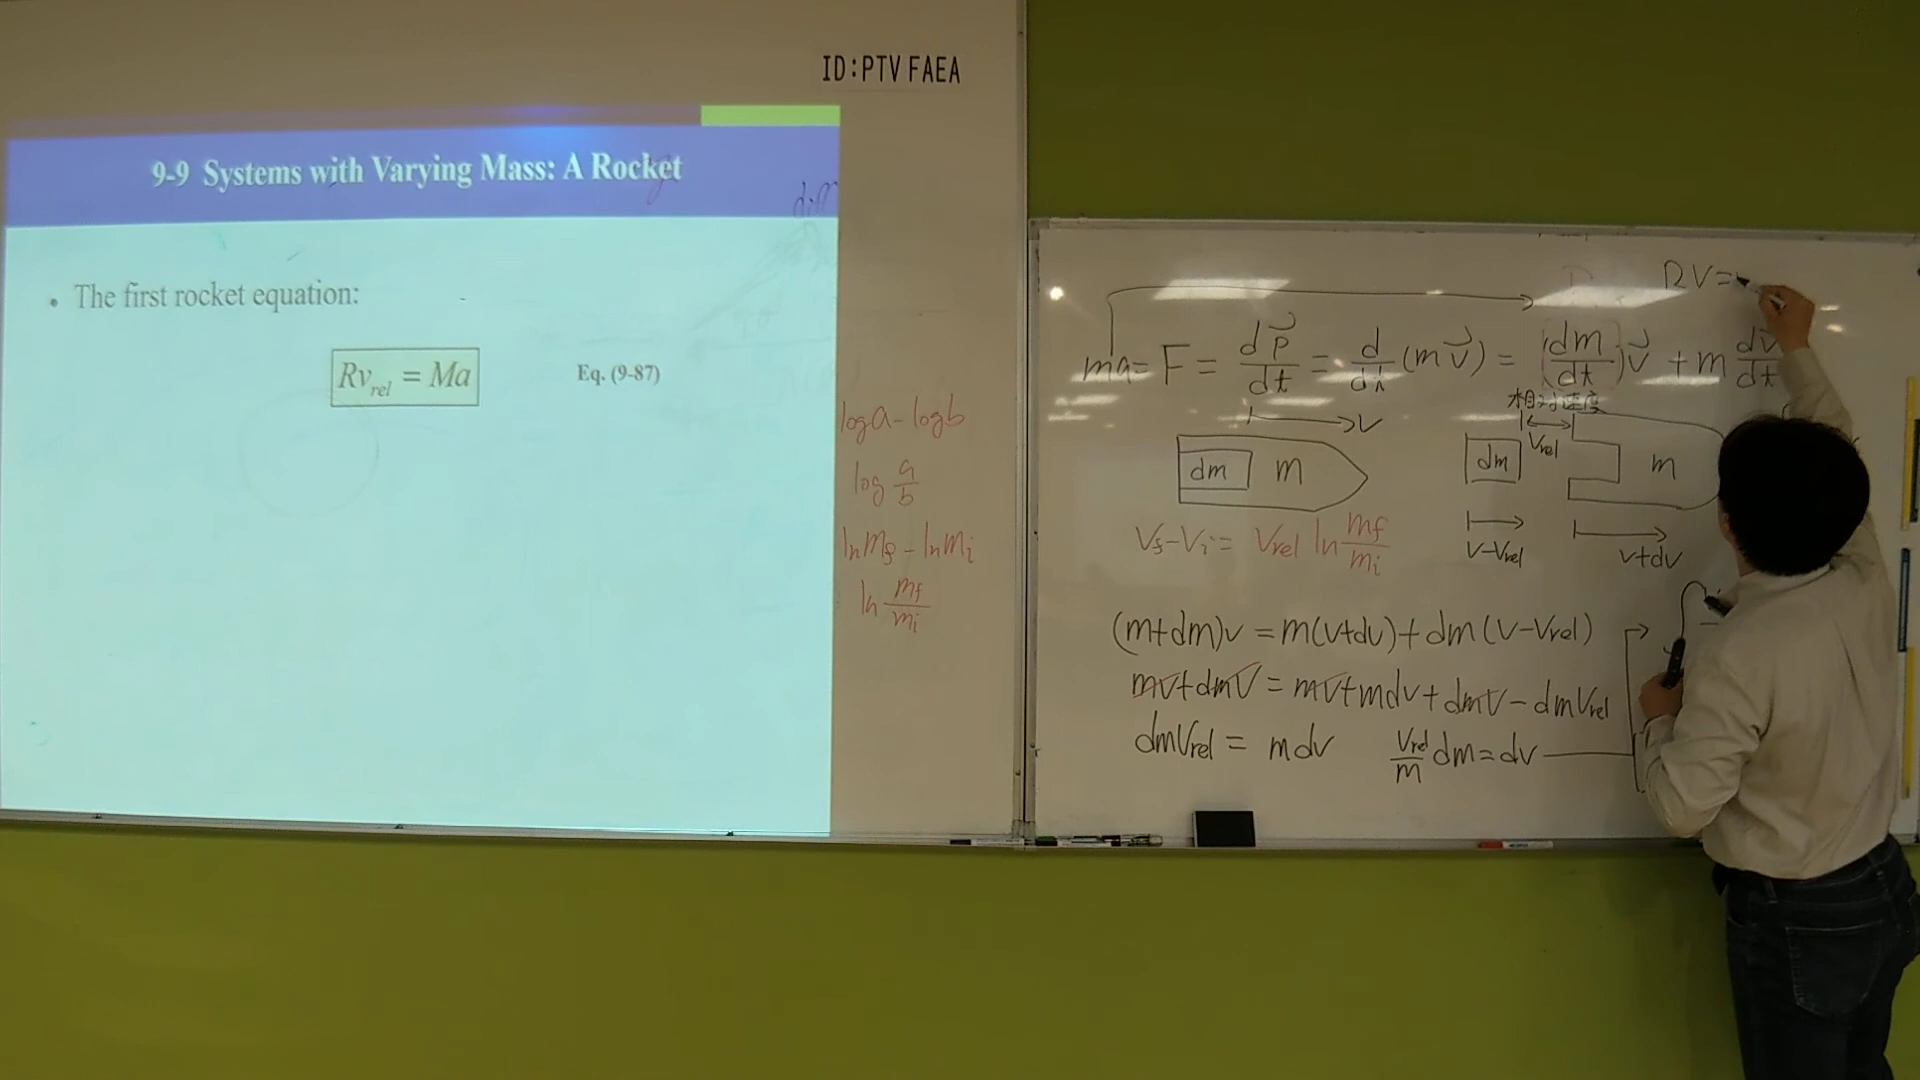 ID:PTV FAEA
9-9 Systems with Varying Mass: A Rocket
• The first rocket equation:
Rv_rel = Ma Eq. (9-87)
loga - logb
log a/b
ln m_f - ln m_i
ln m_f/m_i
RV=
ma = F = dp⃗/dt = d/dt (m v⃗) = (dm/dt) v⃗ + m dv/dt
相对速度
v
V_rel
dm m
dm m
V-V_rel
v+dv
V_f - V_i = V_rel ln m_f/m_i
(m+dm)v = m(v+dv) + dm(v-V_rel)
mv + dmv = mv + mdv + dmv - dmV_rel
dmV_rel = mdv V_rel/m dm = dv